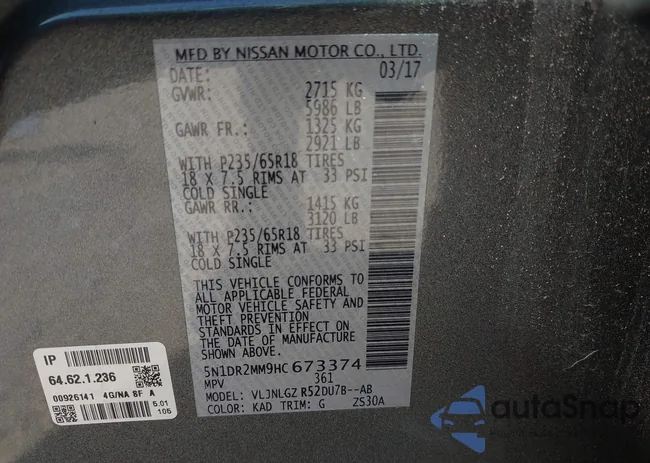 MFD BY NISSAN MOTOR CO., LTD.
DATE: 03/17
GVWR: 2715 KG
5986 LB
GAWR FR.: 1325 KG
2921 LB
WITH P235/65R18 TIRES
18 X 7.5 RIMS AT 33 PSI
COLD SINGLE
GAWR RR.: 1415 KG
3120 LB
WITH P235/65R18 TIRES
18 X 7.5 RIMS AT 33 PSI
COLD SINGLE
THIS VEHICLE CONFORMS TO
ALL APPLICABLE FEDERAL
MOTOR VEHICLE SAFETY AND
THEFT PREVENTION
STANDARDS IN EFFECT ON
THE DATE OF MANUFACTURE
SHOWN ABOVE.
5N1DR2MM9HC673374
MPV 361
MODEL: VLJNLGZ R52DU7B--AB
COLOR: KAD TRIM: G ZS30A
IP
64.62.1.236
00926141 4G/NA 8F A
5.01
105
autoSnap